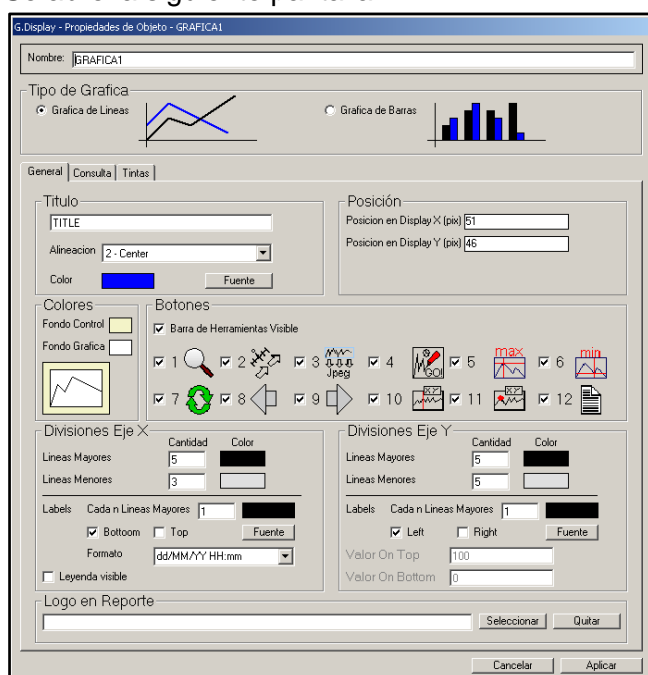 G.Display - Propiedades de Objeto - GRAFICA1
Nombre: GRAFICA1
Tipo de Grafica
Grafica de Lineas Grafica de Barras
General Consulta Tintas
Titulo
TITLE
Alineacion 2 - Center
Color Fuente
Posición
Posicion en Display X (pix) 51
Posicion en Display Y (pix) 46
Colores
Fondo Control
Fondo Grafica
Botones
Barra de Herramientas Visible
1 2 3 Jpeg 4 GO! 5 max 6 min
7 8 9 10 X,Y 11 X,Y 12
Divisiones Eje X
Cantidad Color
Lineas Mayores 5
Lineas Menores 3
Labels Cada n Lineas Mayores 1
Bottoom Top Fuente
Formato dd/MM/YY HH:mm
Leyenda visible
Divisiones Eje Y
Cantidad Color
Lineas Mayores 5
Lineas Menores 5
Labels Cada n Lineas Mayores 1
Left Right Fuente
Valor On Top 100
Valor On Bottom 0
Logo en Reporte
Seleccionar Quitar
Cancelar Aplicar